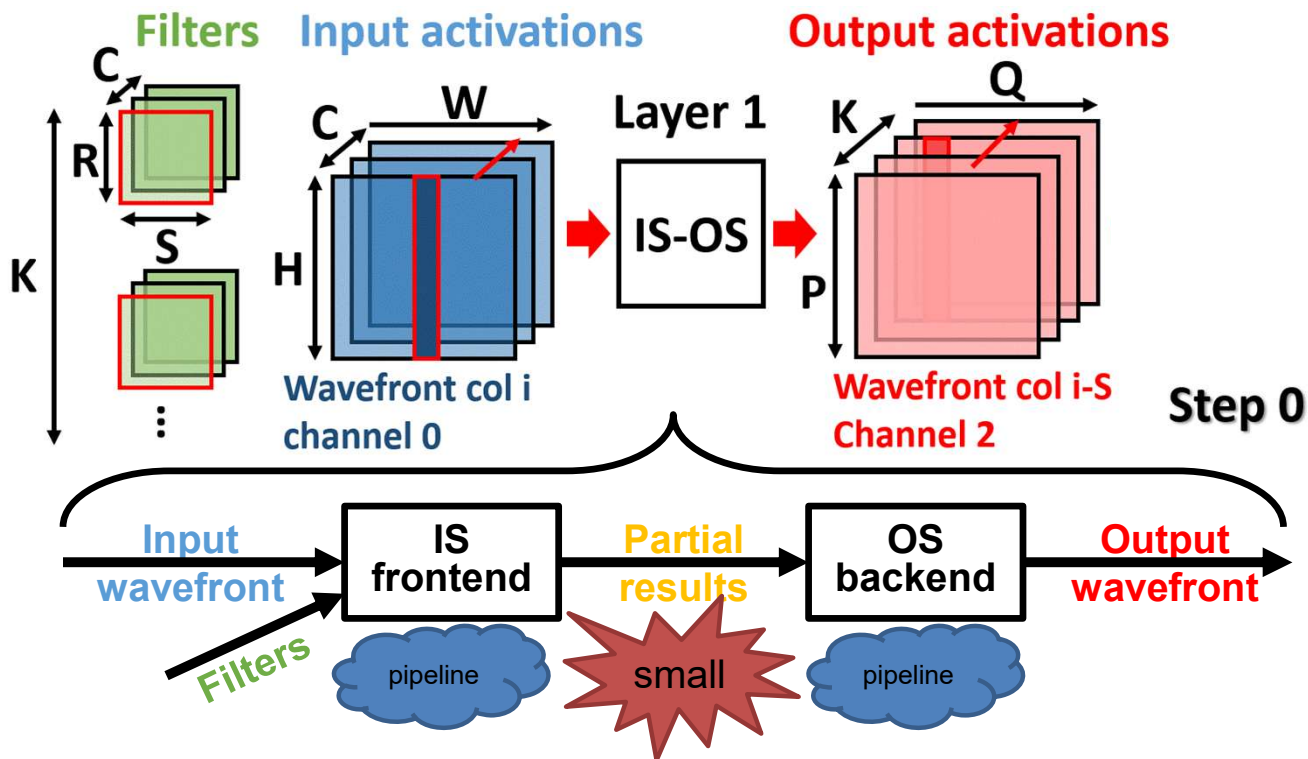 Filters
Input activations
Output activations
C
R
S
K
⋮
C
W
H
Layer 1
IS-OS
K
Q
P
Wavefront col i
channel 0
Wavefront col i-S
Channel 2
Step 0
Input
wavefront
Filters
IS
frontend
Partial
results
OS
backend
Output
wavefront
pipeline
small
pipeline